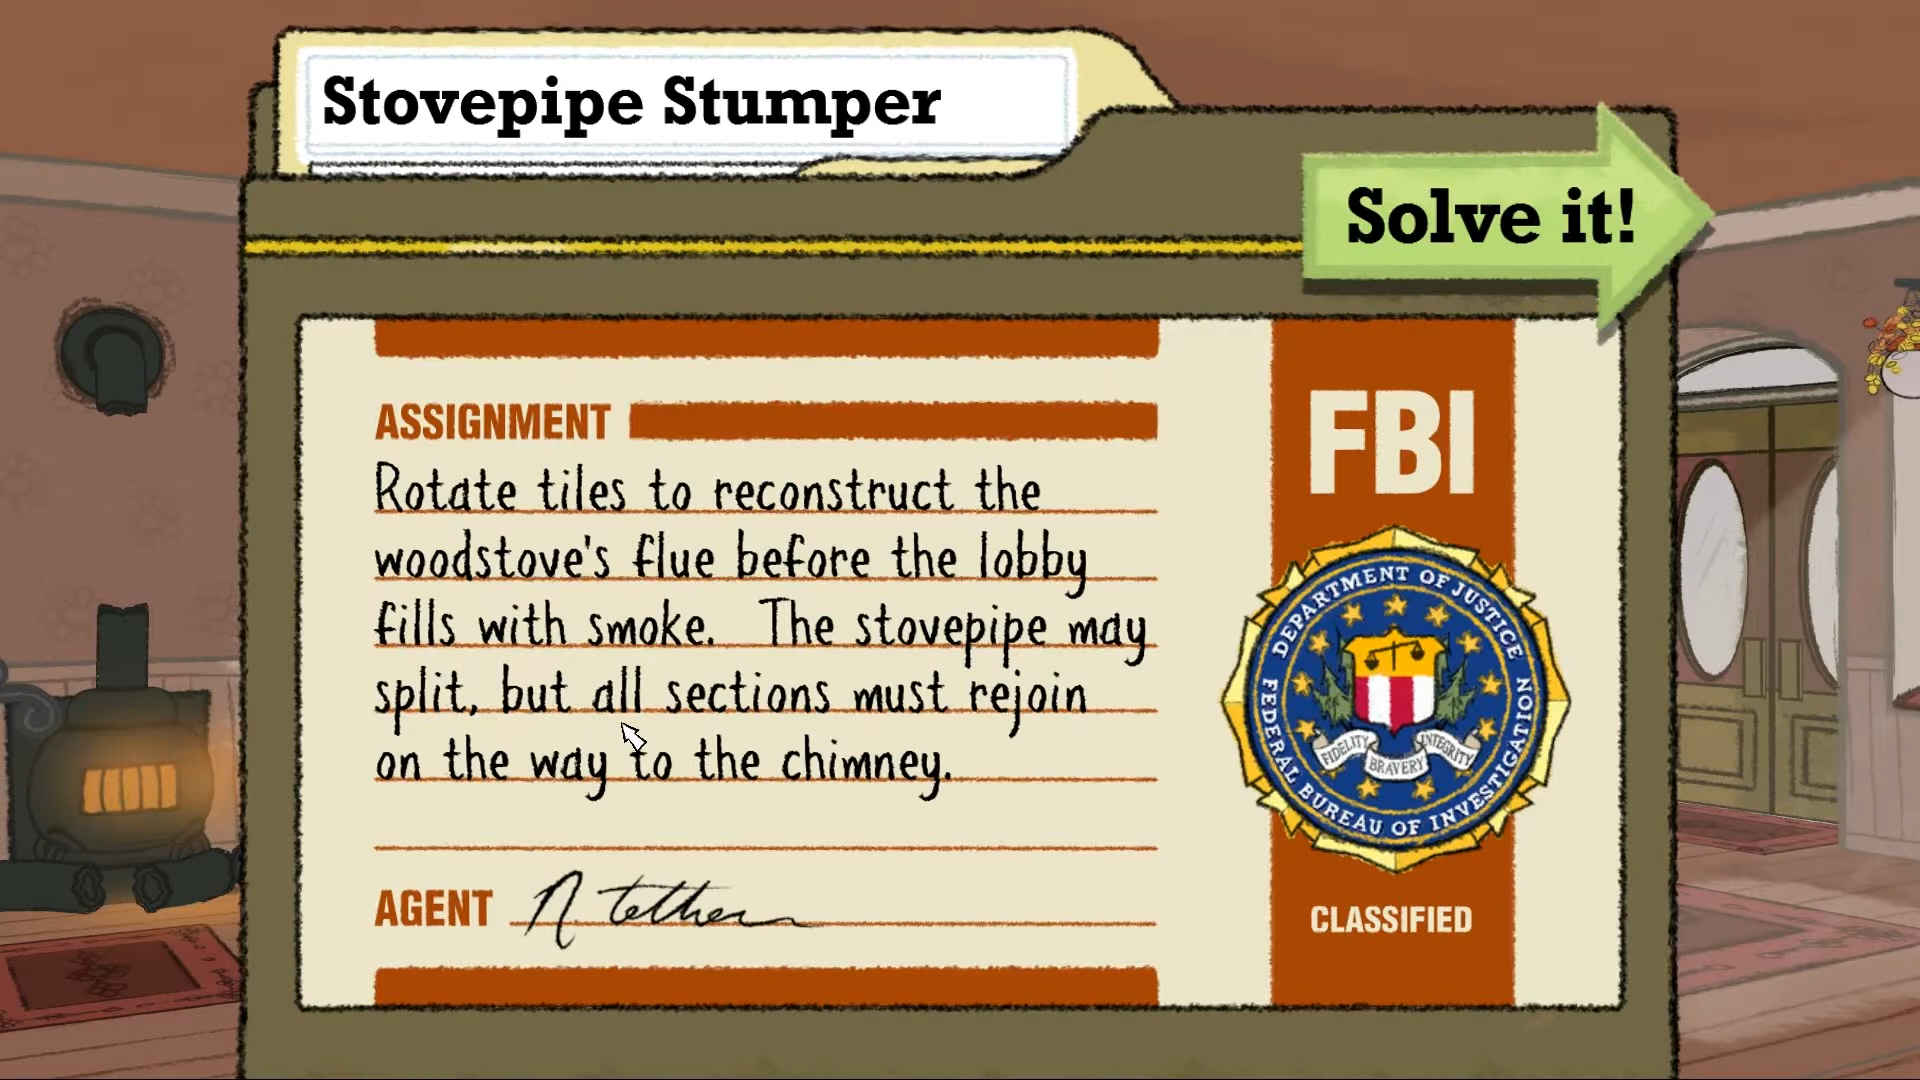 Stovepipe Stumper
Solve it!
ASSIGNMENT
Rotate tiles to reconstruct the
woodstove's flue before the lobby
fills with smoke. The stovepipe may
split, but all sections must rejoin
on the way to the chimney.
AGENT N Tethers
FBI
DEPARTMENT OF JUSTICE
FIDELITY BRAVERY INTEGRITY
FEDERAL BUREAU OF INVESTIGATION
CLASSIFIED